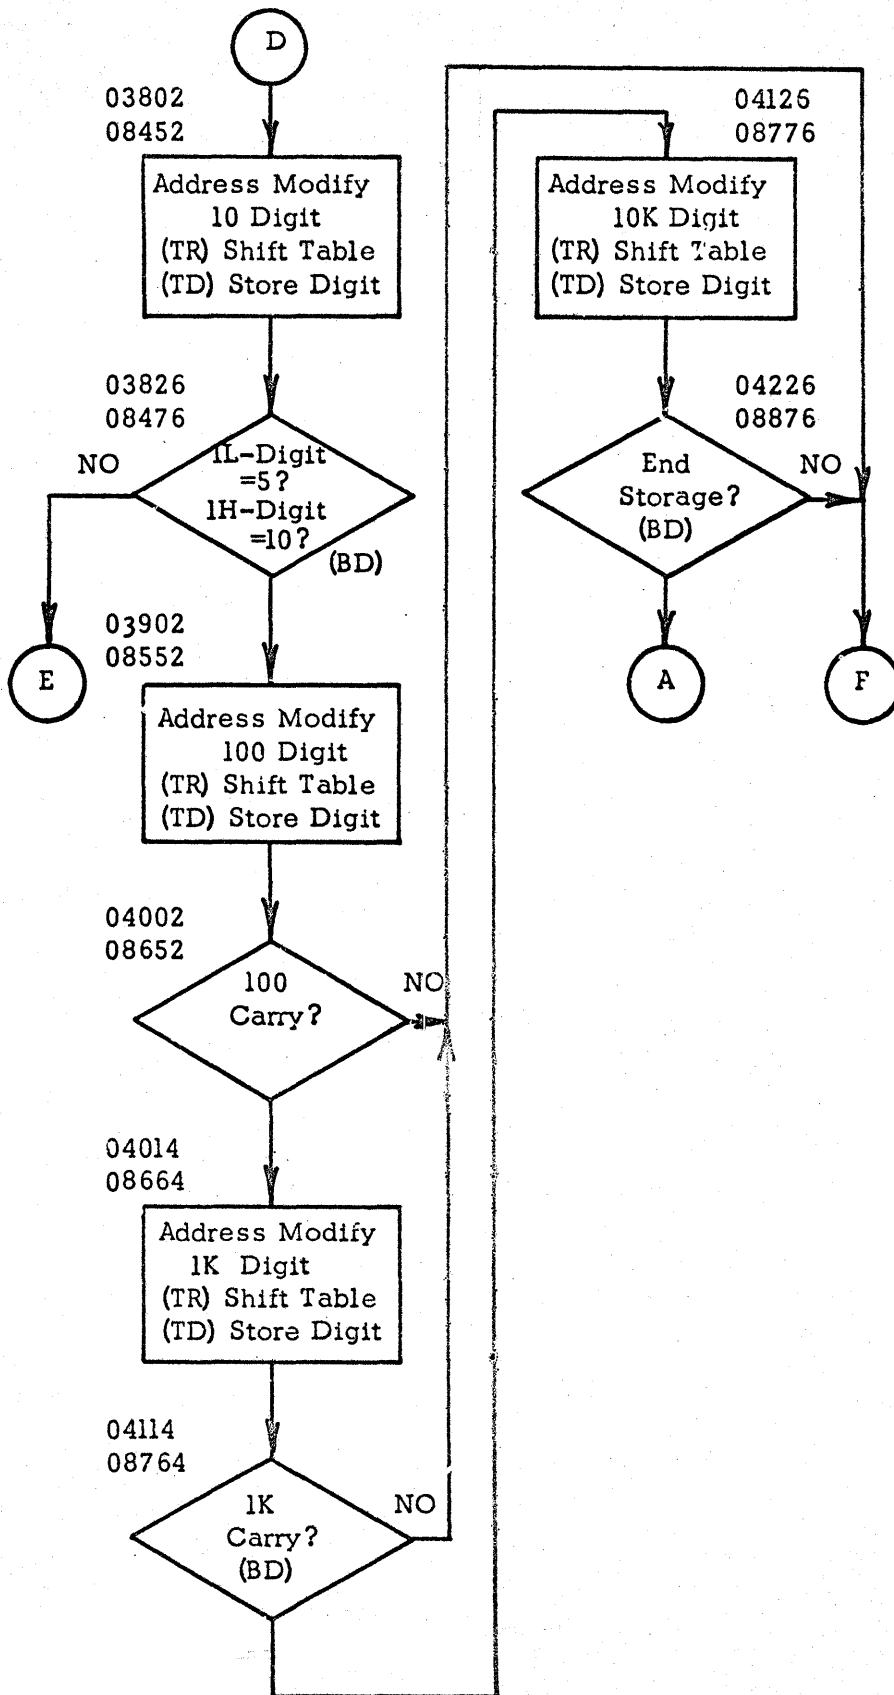 D
03802
08452
Address Modify
10 Digit
(TR) Shift Table
(TD) Store Digit
03826
08476
NO
1L-Digit
=5?
1H-Digit
=10?
(BD)
E
03902
08552
Address Modify
100 Digit
(TR) Shift Table
(TD) Store Digit
04002
08652
100
Carry?
NO
04014
08664
Address Modify
1K Digit
(TR) Shift Table
(TD) Store Digit
04114
08764
1K
Carry?
(BD)
NO
04126
08776
Address Modify
10K Digit
(TR) Shift Table
(TD) Store Digit
04226
08876
End
Storage?
(BD)
NO
A
F